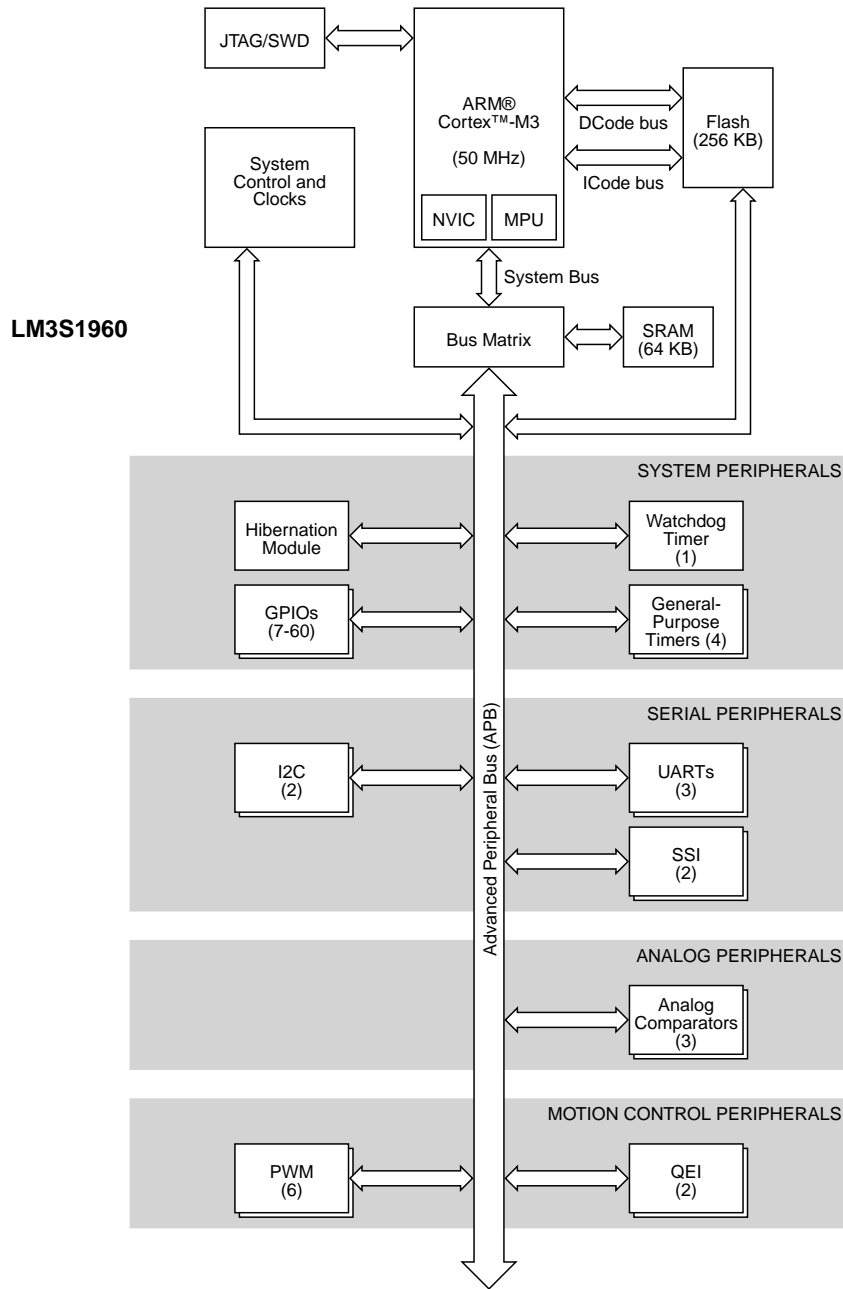 JTAG/SWD
ARM®
Cortex™-M3
(50 MHz)
NVIC
MPU
DCode bus
ICode bus
Flash
(256 KB)
System
Control and
Clocks
System Bus
LM3S1960
Bus Matrix
SRAM
(64 KB)
Advanced Peripheral Bus (APB)
SYSTEM PERIPHERALS
Hibernation
Module
Watchdog
Timer
(1)
GPIOs
(7-60)
General-
Purpose
Timers (4)
SERIAL PERIPHERALS
I2C
(2)
UARTs
(3)
SSI
(2)
ANALOG PERIPHERALS
Analog
Comparators
(3)
MOTION CONTROL PERIPHERALS
PWM
(6)
QEI
(2)